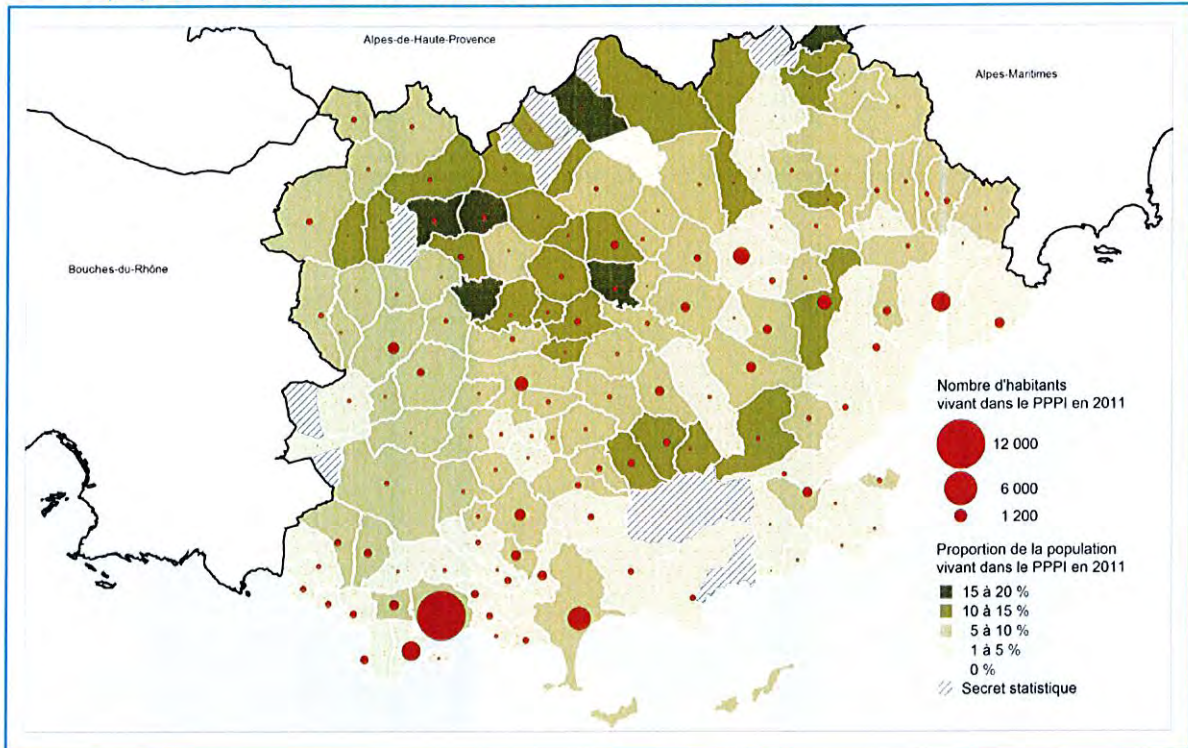 Alpes-de-Haute-Provence
Alpes-Maritimes
Bouches-du-Rhône
Nombre d'habitants
vivant dans le PPPI en 2011
12 000
6 000
1 200
Proportion de la population
vivant dans le PPPI en 2011
15 à 20 %
10 à 15 %
5 à 10 %
1 à 5 %
0 %
Secret statistique